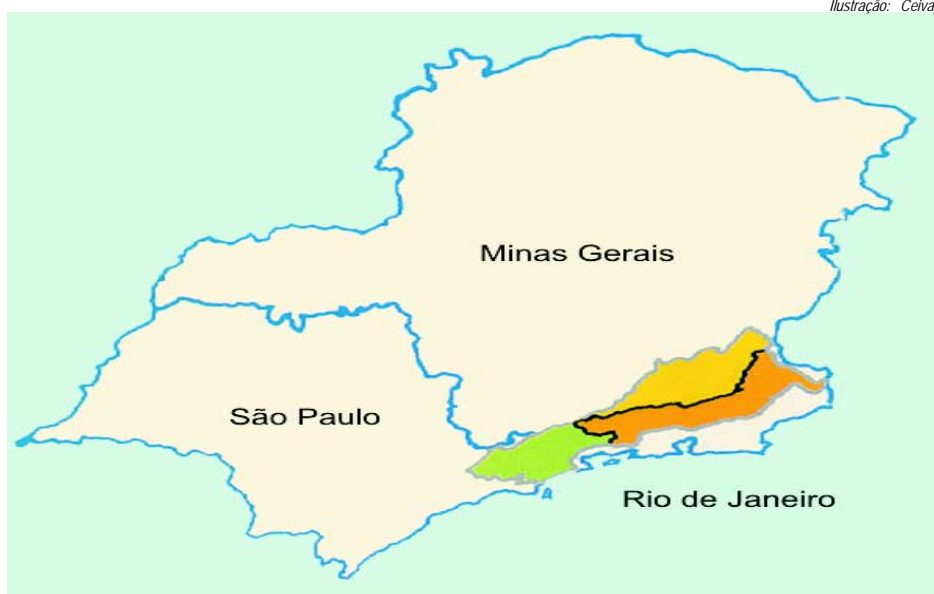 Ilustração: Ceiva
Minas Gerais
São Paulo
Rio de Janeiro